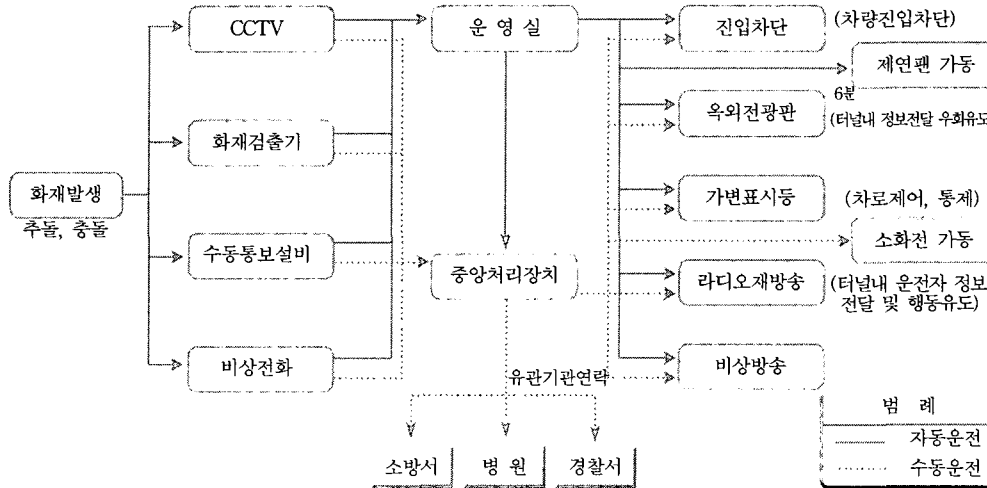 CCTV
운 영 실
진입차단
(차량진입차단)
제연팬 가동
6분
옥외전광판
(터널내 정보전달 우회유도
화재검출기
화재발생
추돌, 충돌
가변표시등
(차로제어, 통제)
소화전 가동
수동통보설비
중앙처리장치
라디오재방송
(터널내 운전자 정보
전달 및 행동유도)
비상전화
유관기관연락
비상방송
범 례
자동운전
수동운전
소방서
병 원
경찰서